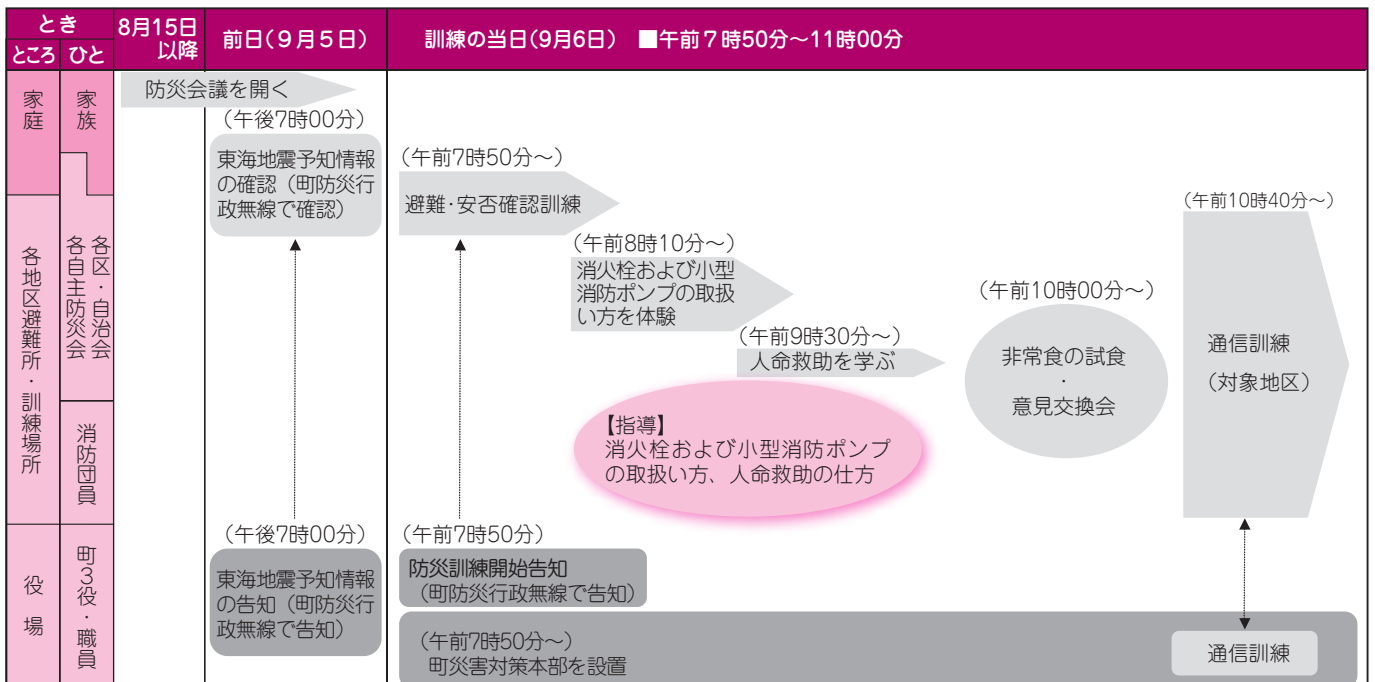 とき
ところ ひと
8月15日
以降
前日（９月５日）
訓練の当日(9月6日） ■午前７時50分～11時00分
家庭
家族
各地区避難所・訓練場所
各区・自治会
各自主防災会
消防団員
役場
町３役・職員
防災会議を開く
（午後7時00分）
東海地震予知情報
の確認（町防災行
政無線で確認）
（午前7時50分～）
避難・安否確認訓練
（午前8時10分～）
消火栓および小型
消防ポンプの取扱
い方を体験
（午前9時30分～）
人命救助を学ぶ
【指導】
消火栓および小型消防ポンプ
の取扱い方、人命救助の仕方
（午前10時00分～）
非常食の試食
・
意見交換会
（午前10時40分～）
通信訓練
（対象地区）
（午後7時00分）
東海地震予知情報
の告知（町防災行
政無線で告知）
（午前7時50分）
防災訓練開始告知
（町防災行政無線で告知）
（午前7時50分～）
町災害対策本部を設置
通信訓練